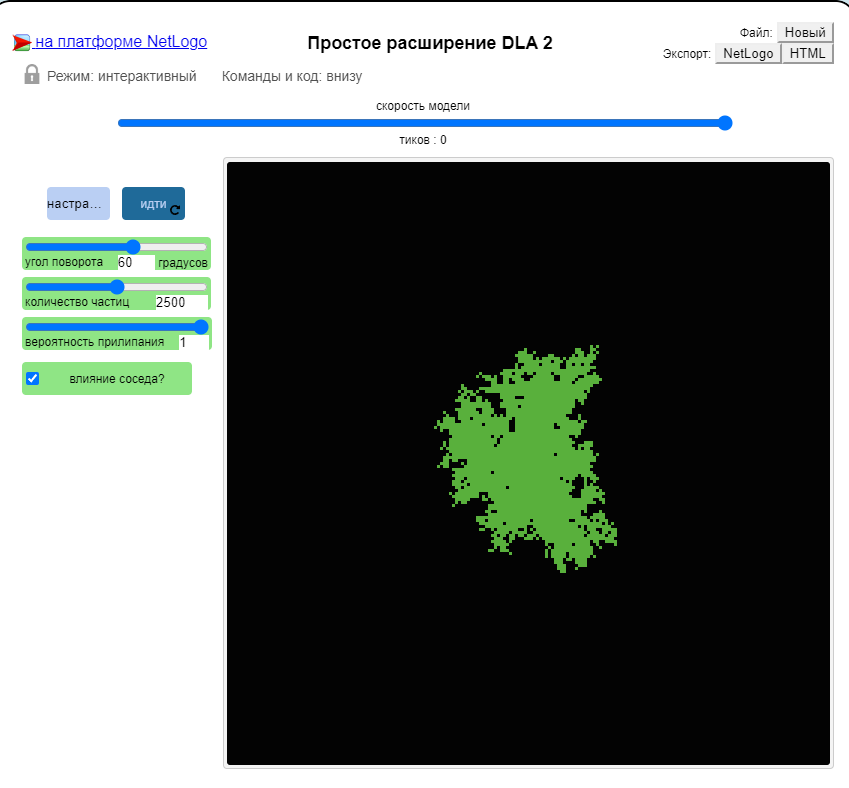 на платформе NetLogo
Простое расширение DLA 2
Файл: Новый
Экспорт: NetLogo HTML
Режим: интерактивный Команды и код: внизу
скорость модели
тиков : 0
настра... идти
угол поворота 60 градусов
количество частиц 2500
вероятность прилипания 1
влияние соседа?